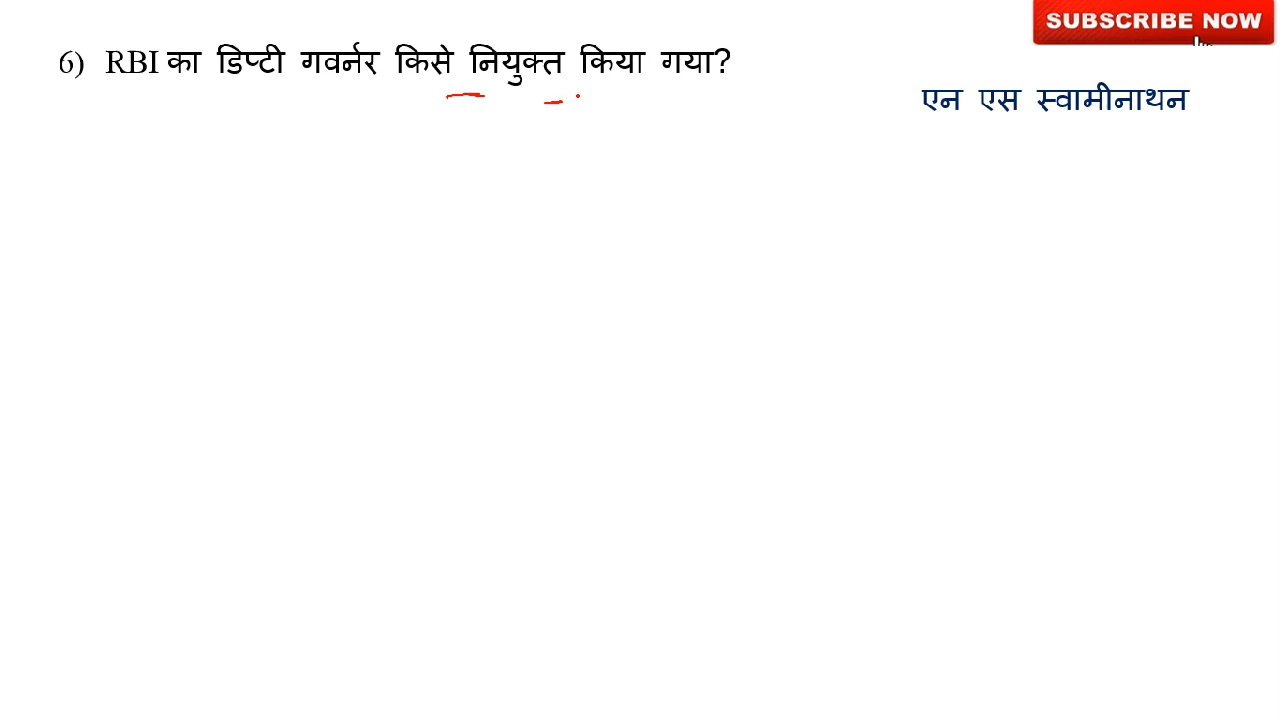 SUBSCRIBE NOW
6) RBI का डिप्टी गवर्नर किसे नियुक्त किया गया?
एन एस स्वामीनाथन